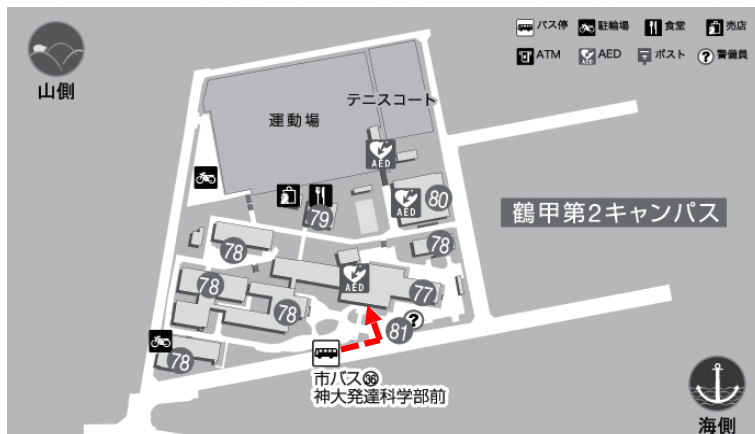 バス停
駐輪場
食堂
売店
ATM
AED
ポスト
? 警備員
山側
テニスコート
運動場
AED
AED
80
79
鶴甲第2キャンパス
78
78
AED
78
78
77
81
?
78
市バス㊱
神大発達科学部前
海側